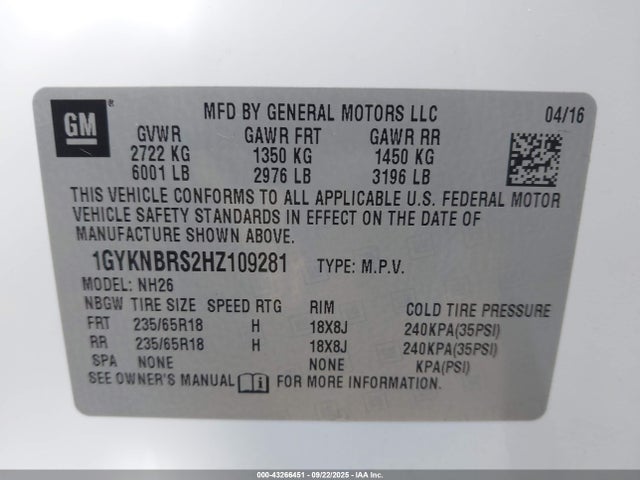 GM ®
MFD BY GENERAL MOTORS LLC 04/16
GVWR GAWR FRT GAWR RR
2722 KG 1350 KG 1450 KG
6001 LB 2976 LB 3196 LB
THIS VEHICLE CONFORMS TO ALL APPLICABLE U.S. FEDERAL MOTOR
VEHICLE SAFETY STANDARDS IN EFFECT ON THE DATE OF
MANUFACTURE SHOWN ABOVE.
1GYKNBRS2HZ109281 TYPE: M.P.V.
MODEL: NH26
NBGW TIRE SIZE SPEED RTG RIM COLD TIRE PRESSURE
FRT 235/65R18 H 18X8J 240KPA(35PSI)
RR 235/65R18 H 18X8J 240KPA(35PSI)
SPA NONE NONE KPA(PSI)
SEE OWNER'S MANUAL FOR MORE INFORMATION.
000-43266451 - 09/22/2025 - Copyright IAA, Inc.